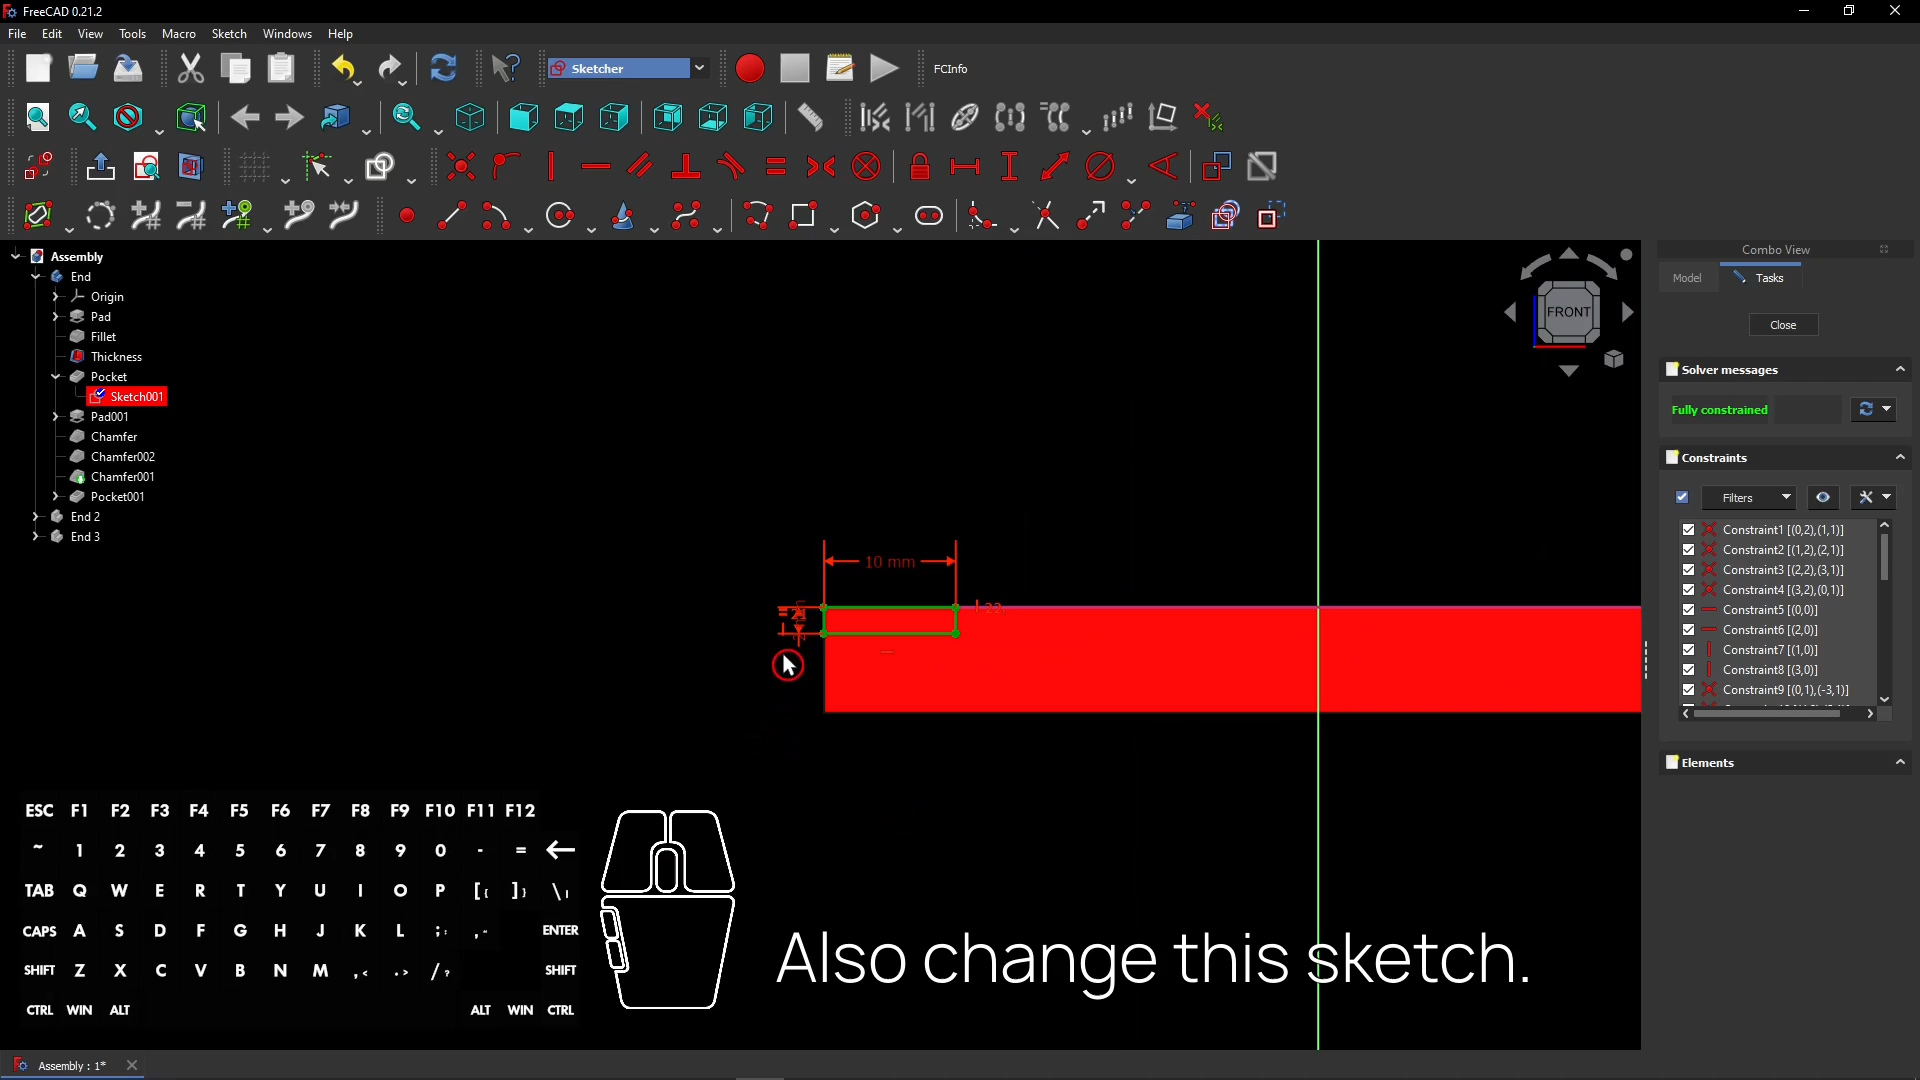 FreeCAD 0.21.2
File Edit View Tools Macro Sketch Windows Help
Sketcher
FCInfo
Assembly
End
Origin
Pad
Fillet
Thickness
Pocket
Sketch001
Pad001
Chamfer
Chamfer002
Chamfer001
Pocket001
End 2
End 3
10 mm
FRONT
Combo View
Model Tasks
Close
Solver messages
Fully constrained
Constraints
Filters
Constraint1 [(0,2),(1,1)]
Constraint2 [(1,2),(2,1)]
Constraint3 [(2,2),(3,1)]
Constraint4 [(3,2),(0,1)]
Constraint5 [(0,0)]
Constraint6 [(2,0)]
Constraint7 [(1,0)]
Constraint8 [(3,0)]
Constraint9 [(0,1),(-3,1)]
Elements
ESC F1 F2 F3 F4 F5 F6 F7 F8 F9 F10 F11 F12
~ 1 2 3 4 5 6 7 8 9 0 - = ←
TAB Q W E R T Y U I O P [{ ]} \|
CAPS A S D F G H J K L ;: ," ENTER
SHIFT Z X C V B N M ,< .> /? SHIFT
CTRL WIN ALT ALT WIN CTRL
Also change this sketch.
Assembly : 1*